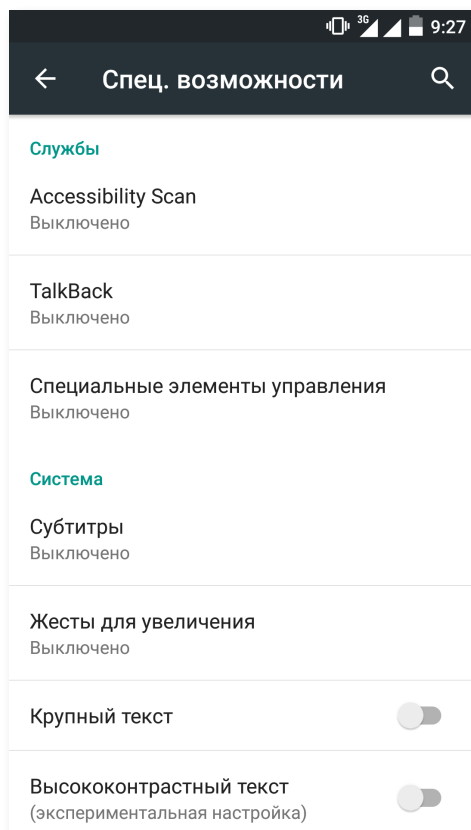 3G 9:27
Спец. возможности
Службы
Accessibility Scan
Выключено
TalkBack
Выключено
Специальные элементы управления
Выключено
Система
Субтитры
Выключено
Жесты для увеличения
Выключено
Крупный текст
Высококонтрастный текст
(экспериментальная настройка)